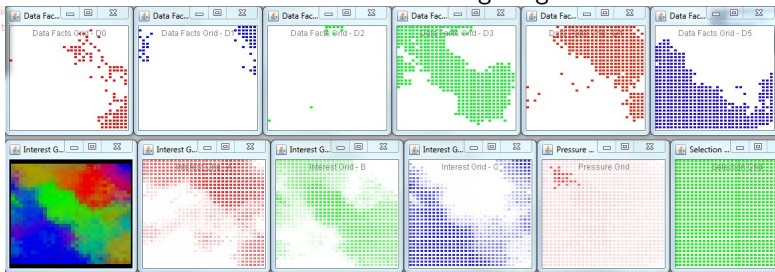 Data Fac...
Data Fac...
Data Fac...
Data Fac...
Data Fac...
Data Fac...
Data Facts Grid - D0
Data Facts Grid - D1
Data Facts Grid - D2
Data Facts Grid - D3
Data Facts Grid - D5
Interest G...
Interest G...
Interest G...
Interest G...
Pressure ...
Selection ...
Interest Grid - B
Interest Grid - C
Pressure Grid